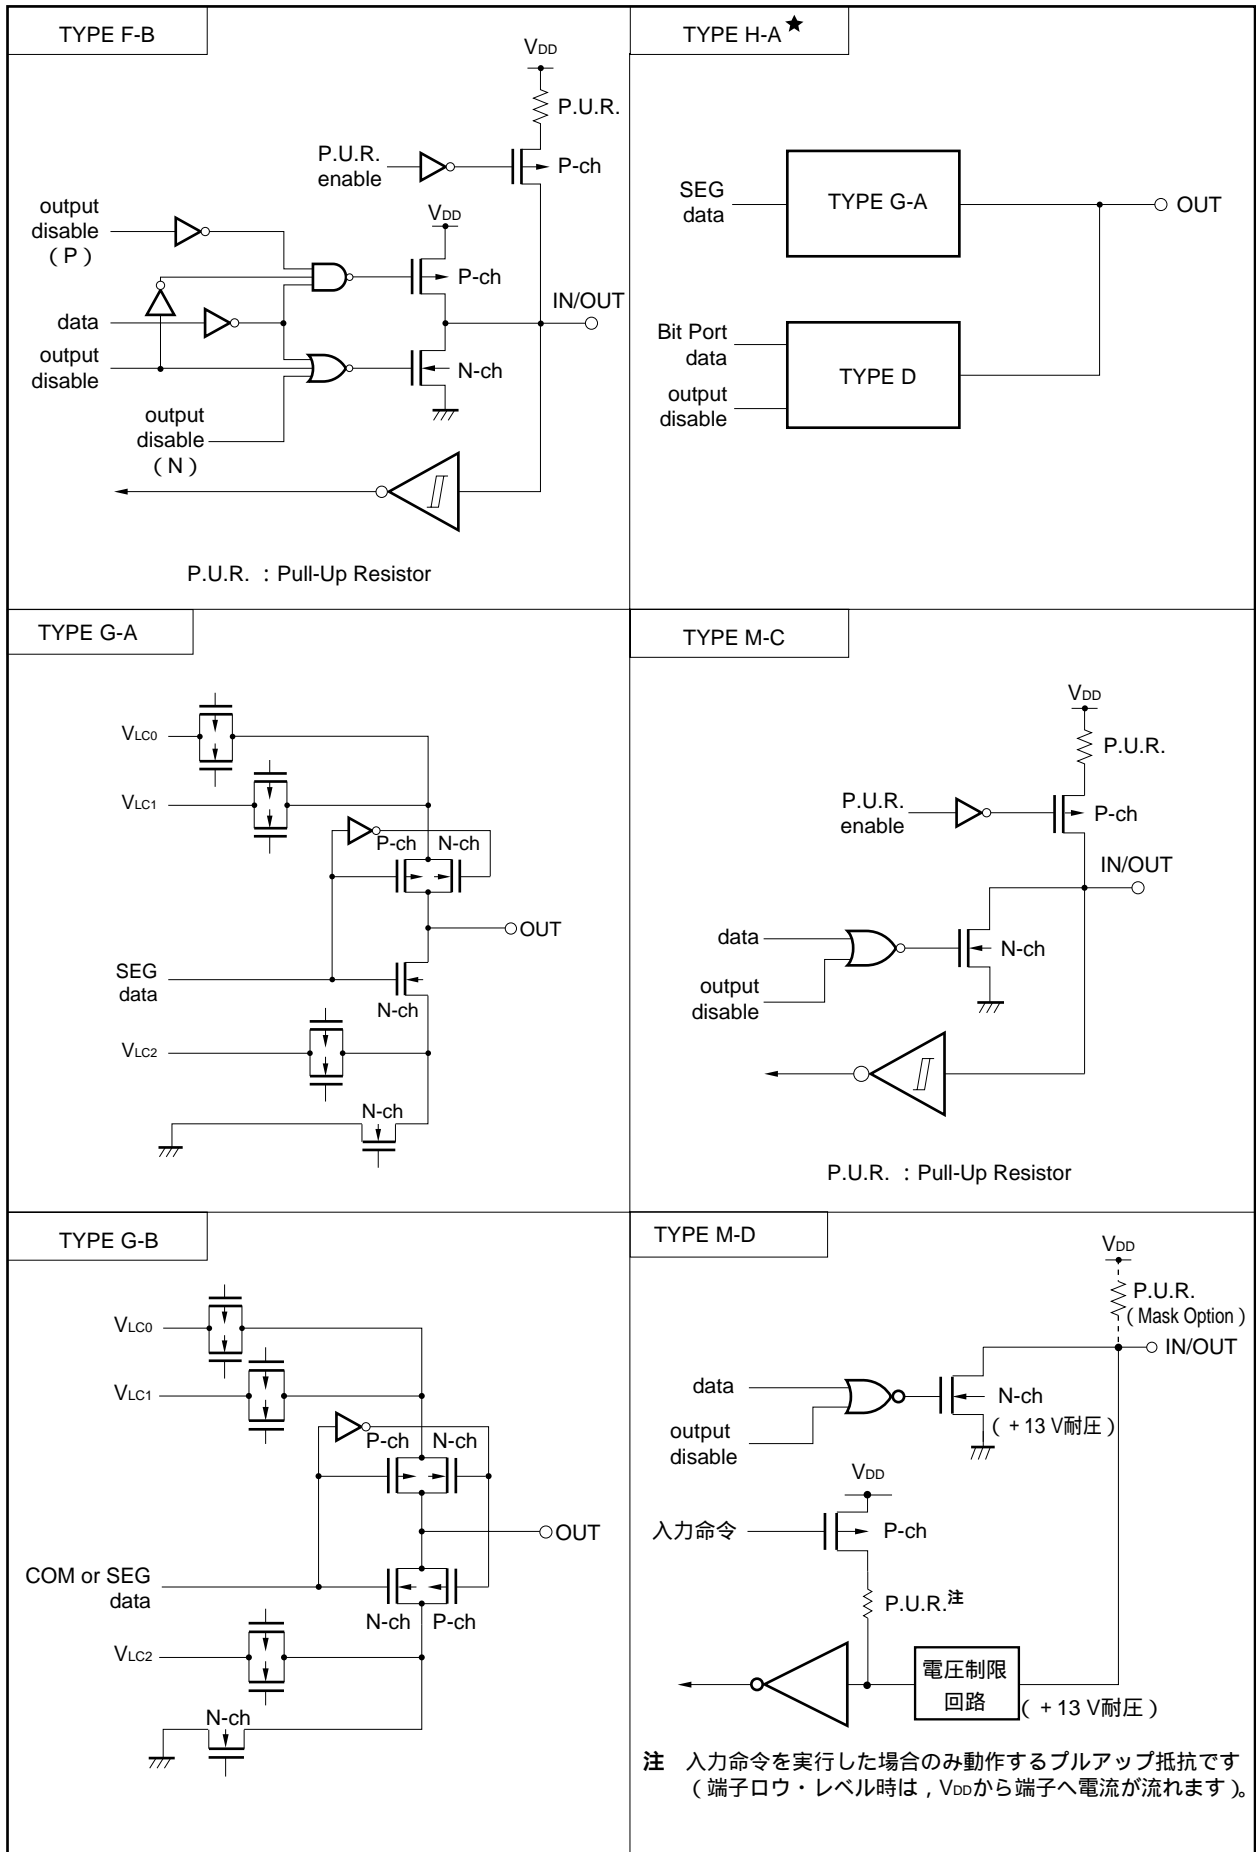 TYPE F-B
VDD
P.U.R.
P.U.R.
enable
P-ch
output
disable
( P )
VDD
P-ch
IN/OUT
data
output
disable
N-ch
output
disable
( N )
P.U.R. : Pull-Up Resistor
TYPE H-A★
SEG
data
TYPE G-A
OUT
Bit Port
data
TYPE D
output
disable
TYPE G-A
VLC0
VLC1
P-ch N-ch
OUT
SEG
data
N-ch
VLC2
N-ch
TYPE M-C
VDD
P.U.R.
P.U.R.
enable
P-ch
IN/OUT
data
N-ch
output
disable
P.U.R. : Pull-Up Resistor
TYPE G-B
VLC0
VLC1
P-ch N-ch
OUT
COM or SEG
data
N-ch P-ch
VLC2
N-ch
TYPE M-D
VDD
P.U.R.
( Mask Option )
IN/OUT
data
N-ch
( + 13 V耐圧 )
output
disable
VDD
入力命令
P-ch
P.U.R.注
電圧制限
回路
( + 13 V耐圧 )
注 入力命令を実行した場合のみ動作するプルアップ抵抗です
( 端子ロウ・レベル時は , VDDから端子へ電流が流れます )。